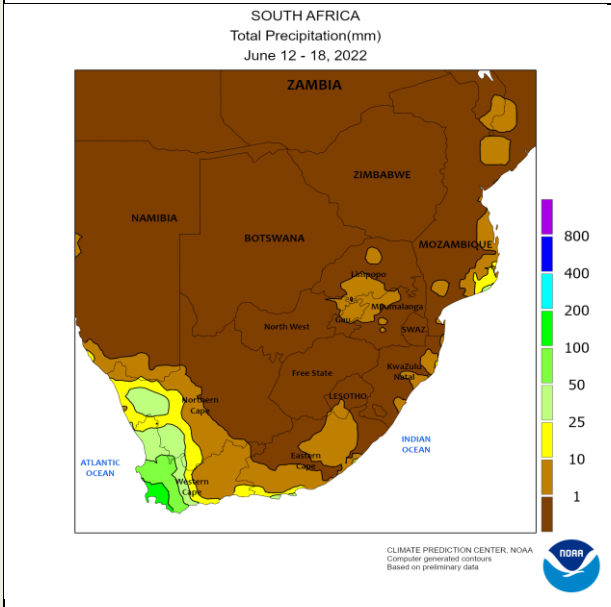 SOUTH AFRICA
Total Precipitation(mm)
June 12 - 18, 2022
ZAMBIA
ZIMBABWE
NAMIBIA
BOTSWANA
MOZAMBIQUE
Limpopo
Mpumalanga
Gau
SWAZ.
North West
KwaZulu
Natal
Free State
LESOTHO
Northern
Cape
Eastern
Cape
Western
Cape
ATLANTIC
OCEAN
INDIAN
OCEAN
800
400
200
100
50
25
10
1
CLIMATE PREDICTION CENTER, NOAA
Computer generated contours
Based on preliminary data
NOAA